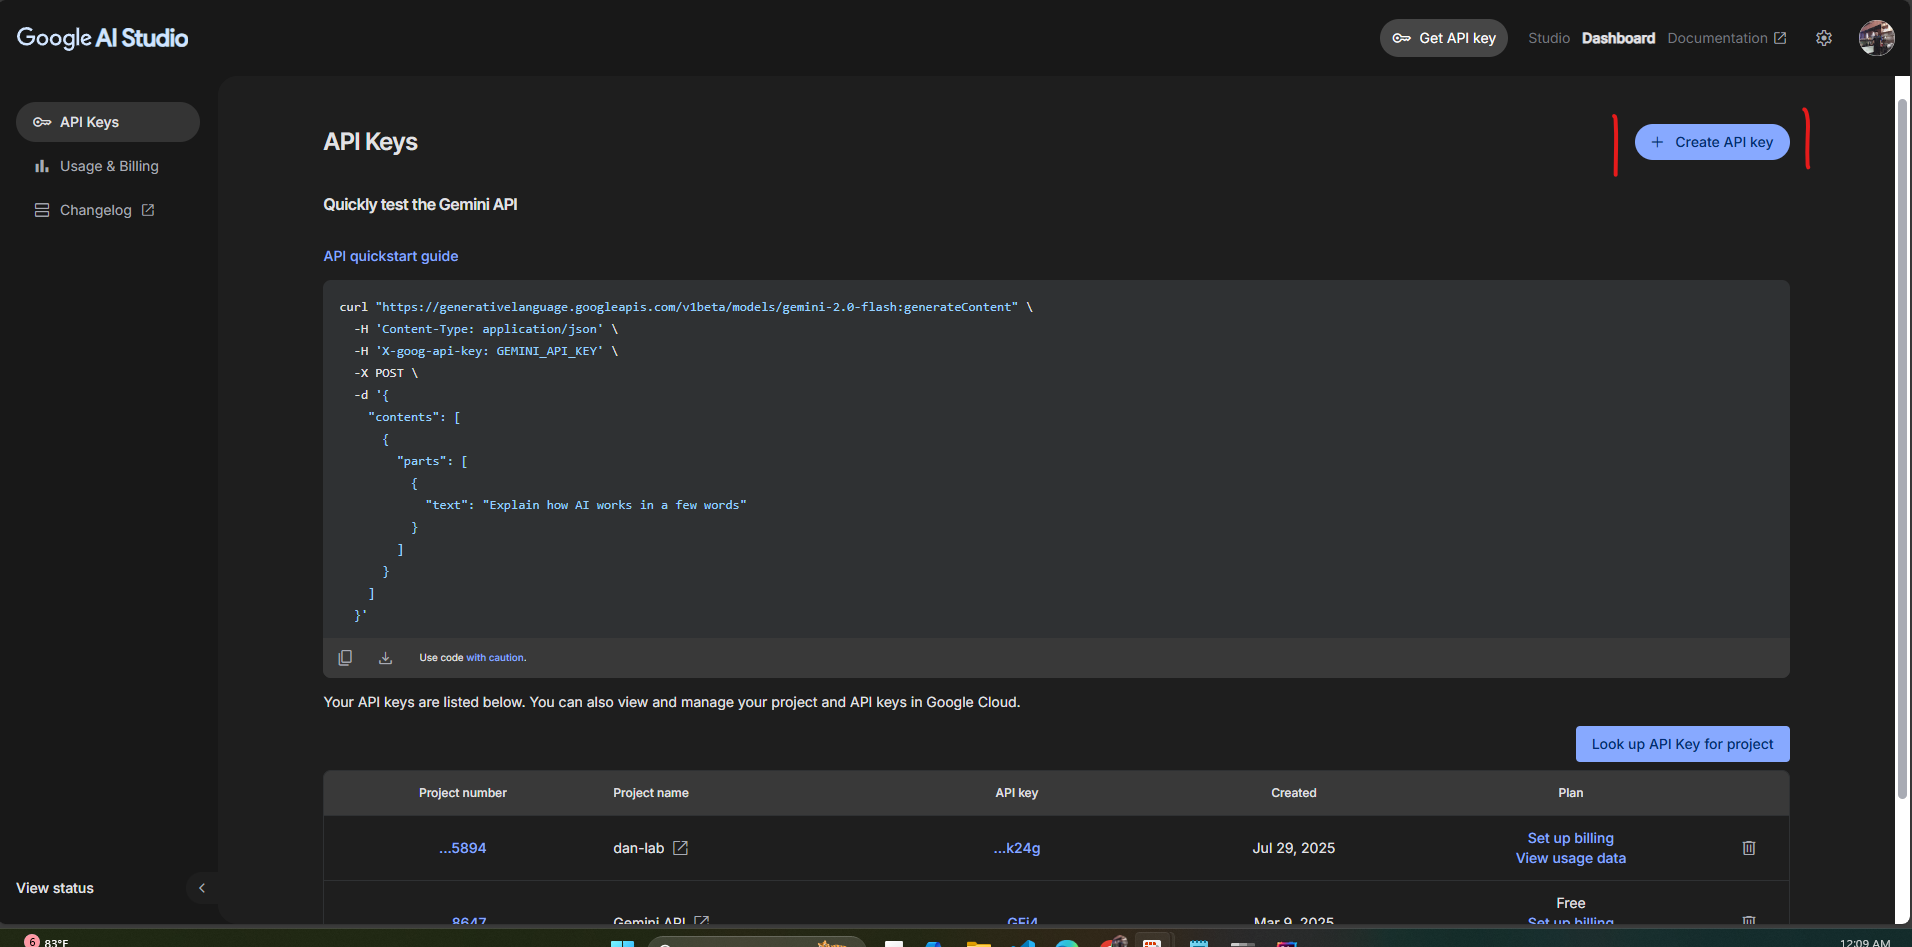 Google AI Studio
Get API key
Studio
Dashboard
Documentation
API Keys
Usage & Billing
Changelog
API Keys
Create API key
Quickly test the Gemini API
API quickstart guide
curl "https://generativelanguage.googleapis.com/v1beta/models/gemini-2.0-flash:generateContent" \
-H 'Content-Type: application/json' \
-H 'X-goog-api-key: GEMINI_API_KEY' \
-X POST \
-d '{
"contents": [
{
"parts": [
{
"text": "Explain how AI works in a few words"
}
]
}
]
}'
Use code with caution.
Your API keys are listed below. You can also view and manage your project and API keys in Google Cloud.
Look up API Key for project
Project number Project name API key Created Plan
...5894 dan-lab ...k24g Jul 29, 2025 Set up billing
View usage data
Free
8647 Gemini API GFi4 Mar 9, 2025 Set up billing
View status
6 83°F
12:09 AM